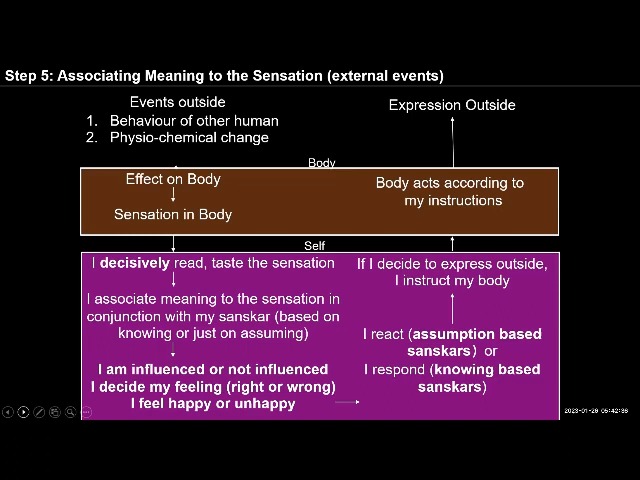 Step 5: Associating Meaning to the Sensation (external events)
Events outside
1. Behaviour of other human
2. Physio-chemical change
Expression Outside
Body
Effect on Body
Sensation in Body
Body acts according to
my instructions
Self
I decisively read, taste the sensation
I associate meaning to the sensation in
conjunction with my sanskar (based on
knowing or just on assuming)
I am influenced or not influenced
I decide my feeling (right or wrong)
I feel happy or unhappy
If I decide to express outside,
I instruct my body
I react (assumption based
sanskars) or
I respond (knowing based
sanskars)
2023-01-26 05:42:36